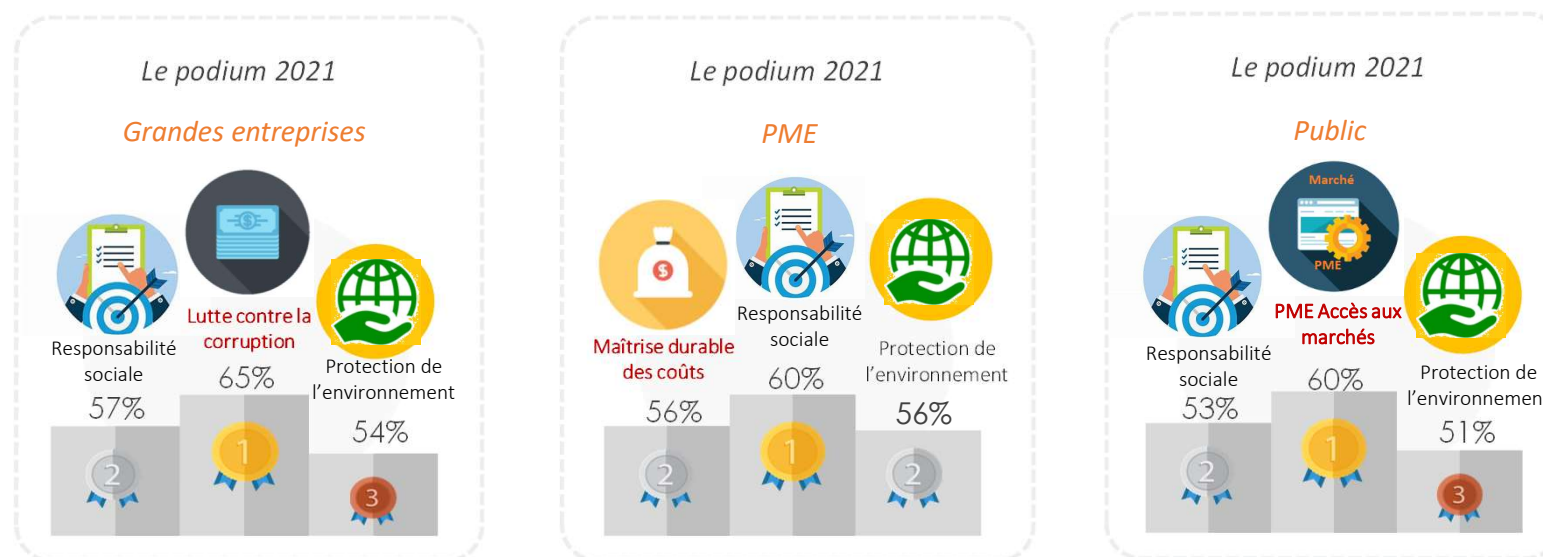 Le podium 2021
Grandes entreprises
Lutte contre la
corruption
65%
1
Responsabilité
sociale
57%
2
Protection de
l’environnement
54%
3
Le podium 2021
PME
Responsabilité
sociale
60%
1
$
Maîtrise durable
des coûts
56%
2
Protection de
l’environnement
56%
2
Le podium 2021
Public
Marché
PME
PME Accès aux
marchés
60%
1
Responsabilité
sociale
53%
2
Protection de
l’environnemen
51%
3